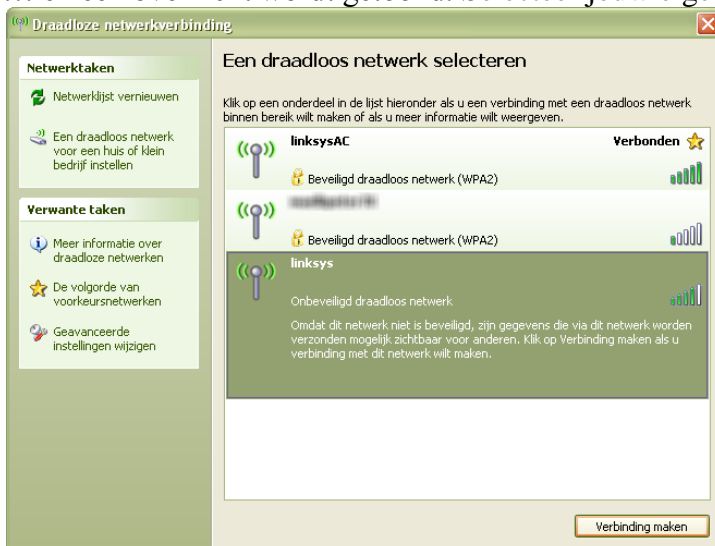 Draadloze netwerkverbinding
Netwerktaken
Netwerklijst vernieuwen
Een draadloos netwerk
voor een huis of klein
bedrijf instellen
Verwante taken
Meer informatie over
draadloze netwerken
De volgorde van
voorkeursnetwerken
Geavanceerde
instellingen wijzigen
Een draadloos netwerk selecteren
Klik op een onderdeel in de lijst hieronder als u een verbinding met een draadloos netwerk
binnen bereik wilt maken of als u meer informatie wilt weergeven.
linksysAC
Verbonden
Beveiligd draadloos netwerk (WPA2)
Beveiligd draadloos netwerk (WPA2)
linksys
Onbeveiligd draadloos netwerk
Omdat dit netwerk niet is beveiligd, zijn gegevens die via dit netwerk worden
verzonden mogelijk zichtbaar voor anderen. Klik op Verbinding maken als u
verbinding met dit netwerk wilt maken.
Verbinding maken